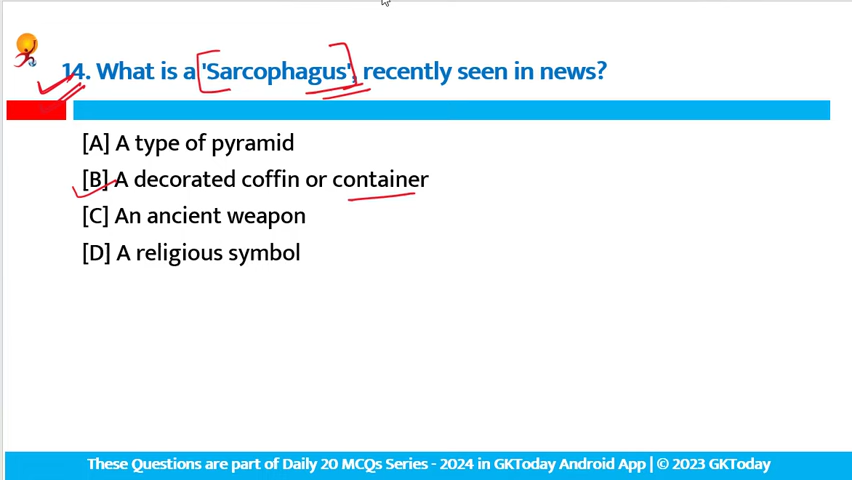 14. What is a 'Sarcophagus', recently seen in news?
[A] A type of pyramid
[B] A decorated coffin or container
[C] An ancient weapon
[D] A religious symbol
These Questions are part of Daily 20 MCQs Series - 2024 in GKToday Android App | © 2023 GKToday